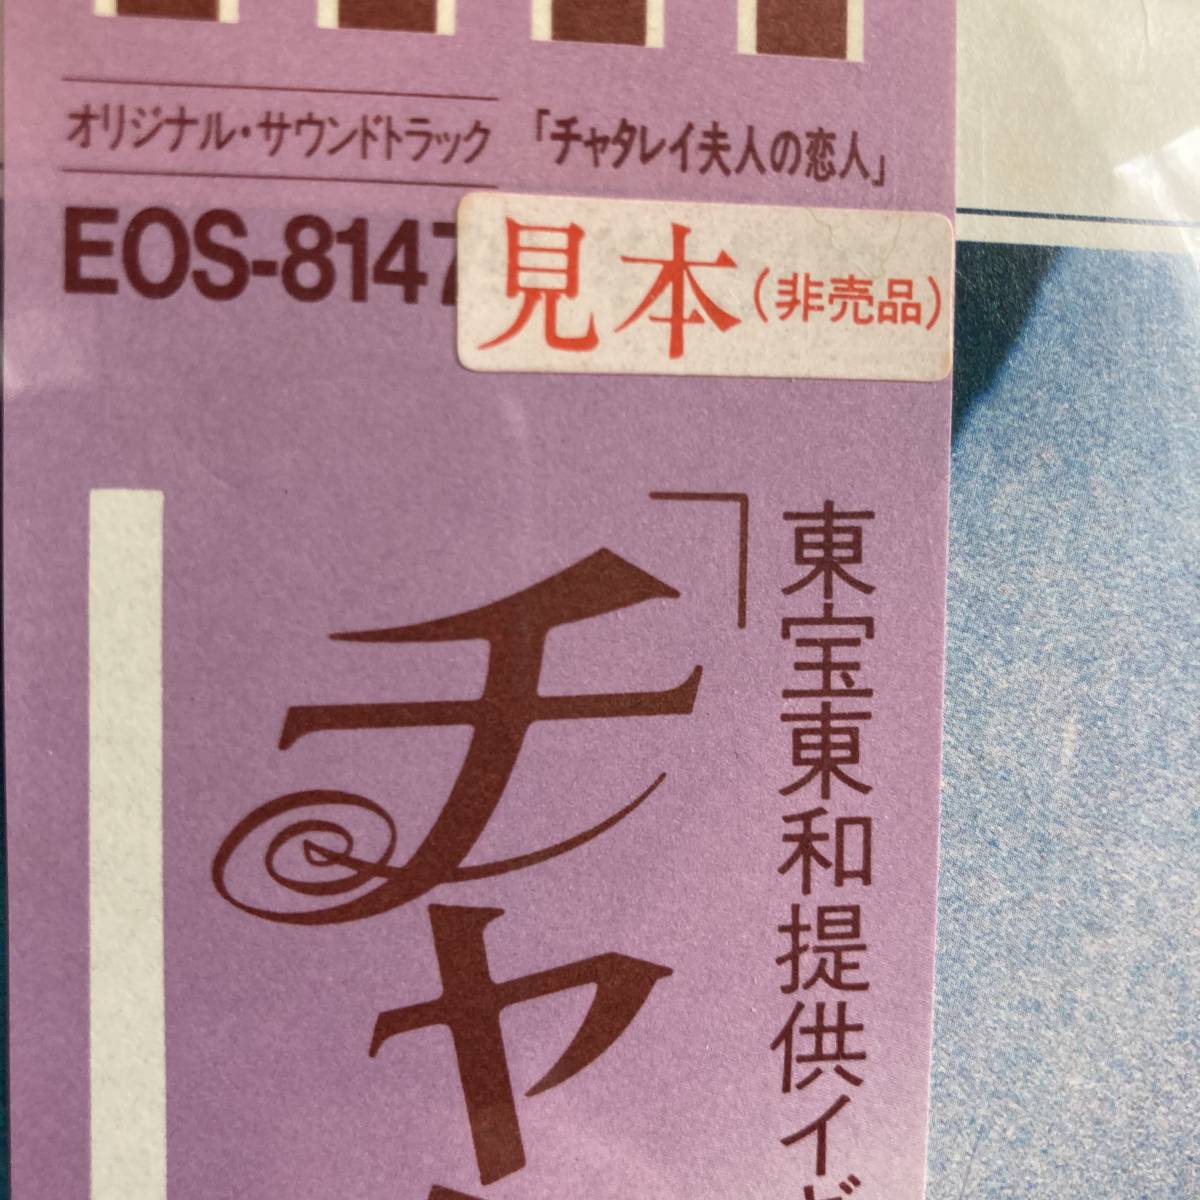 オリジナル・サウンドトラック 「チャタレイ夫人の恋人」
EOS-8147
見本(非売品)
東宝東和提供イギ
「チャ